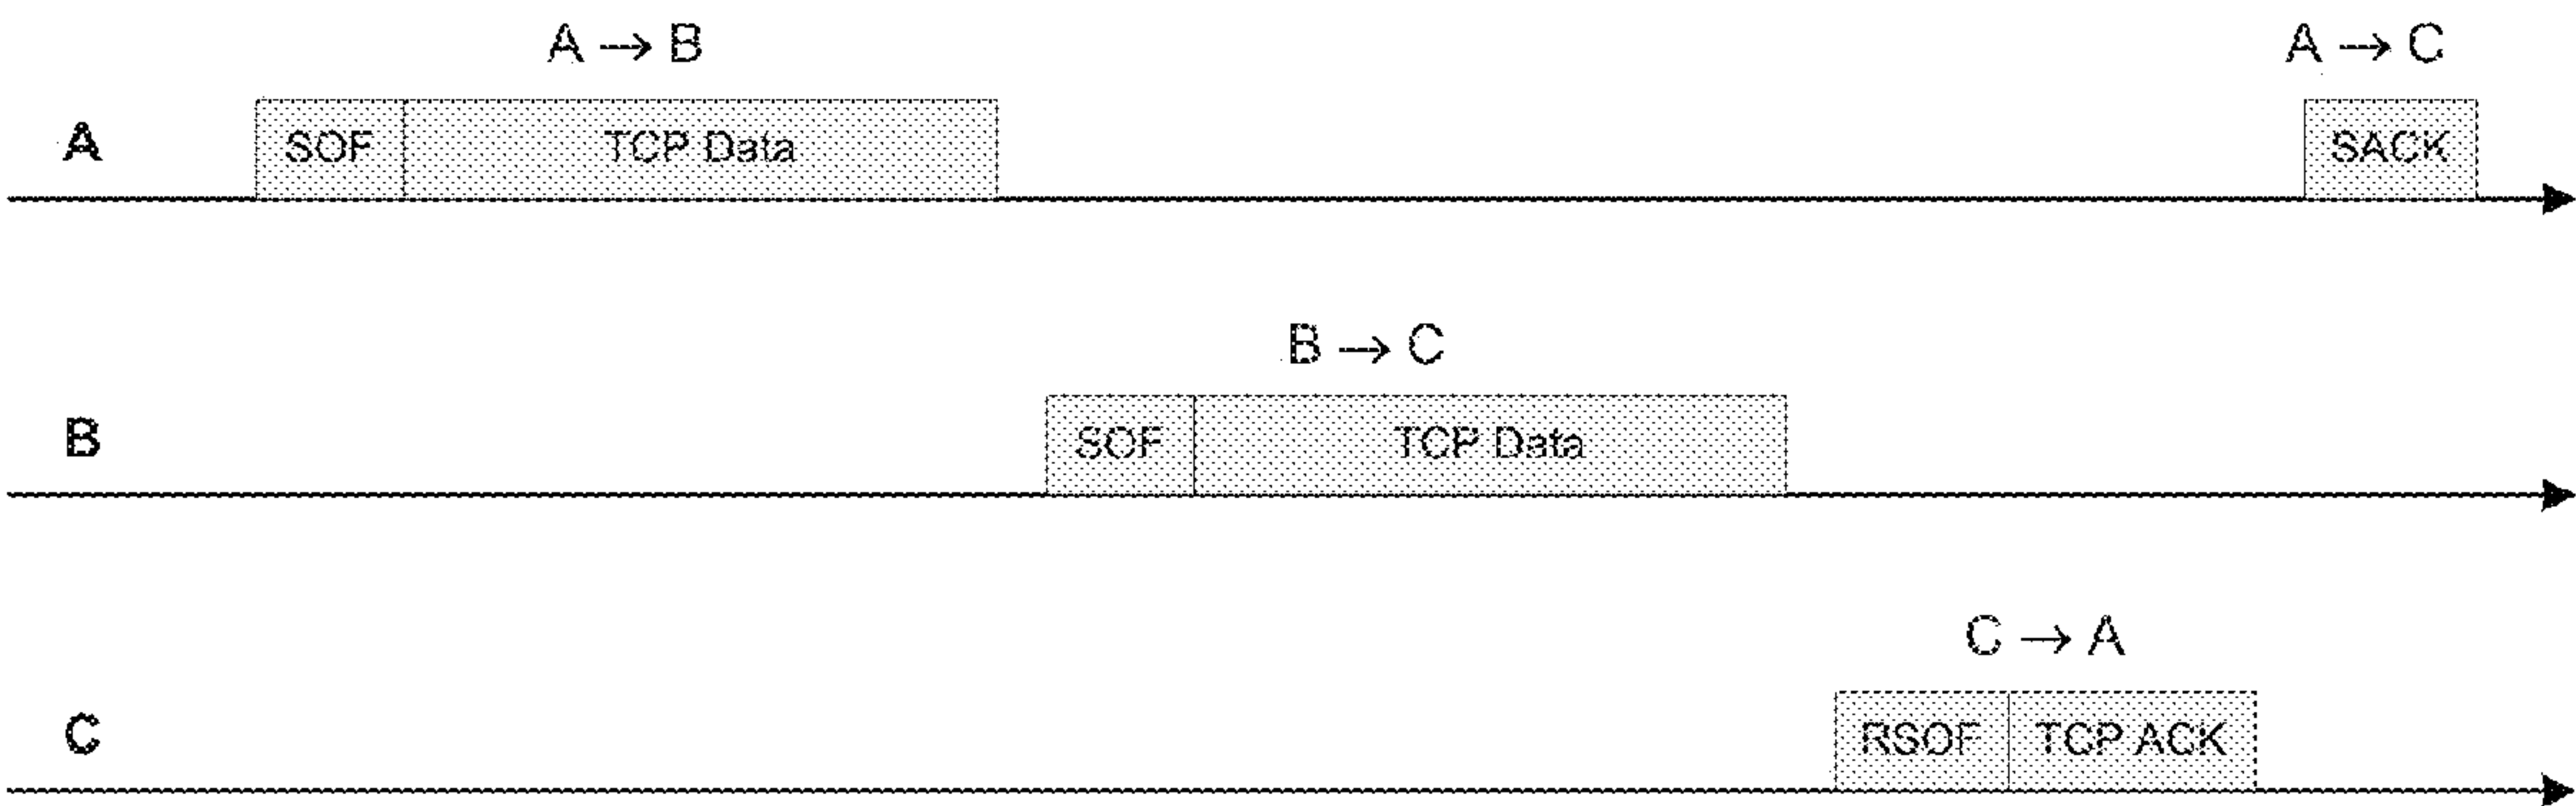 A → B
A → C
A
SOF
TCP Data
SACK
B → C
B
SOF
TCP Data
C → A
C
RSOF
TCP ACK